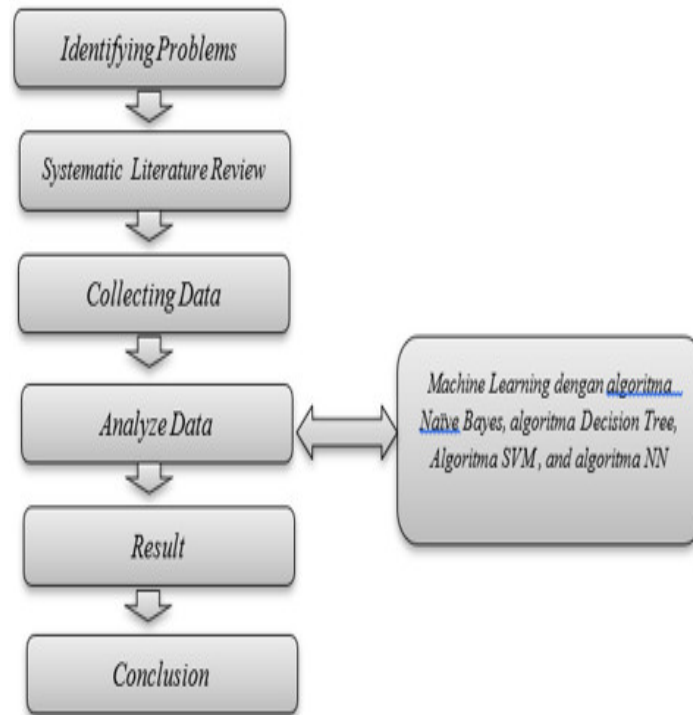 Identifying Problems
Systematic Literature Review
Collecting Data
Analyze Data
Machine Learning dengan algoritma
Naïve Bayes, algoritma Decision Tree,
Algoritma SVM , and algoritma NN
Result
Conclusion